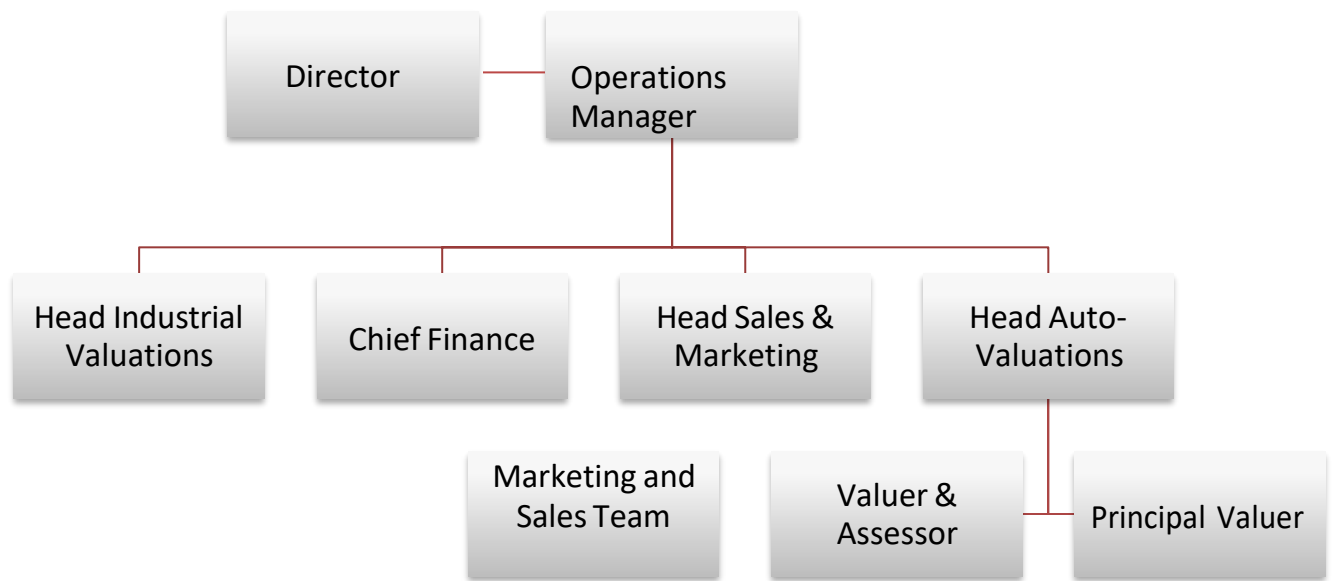 Director
Operations
Manager
Head Industrial
Valuations
Chief Finance
Head Sales &
Marketing
Head Auto-
Valuations
Marketing and
Sales Team
Valuer &
Assessor
Principal Valuer